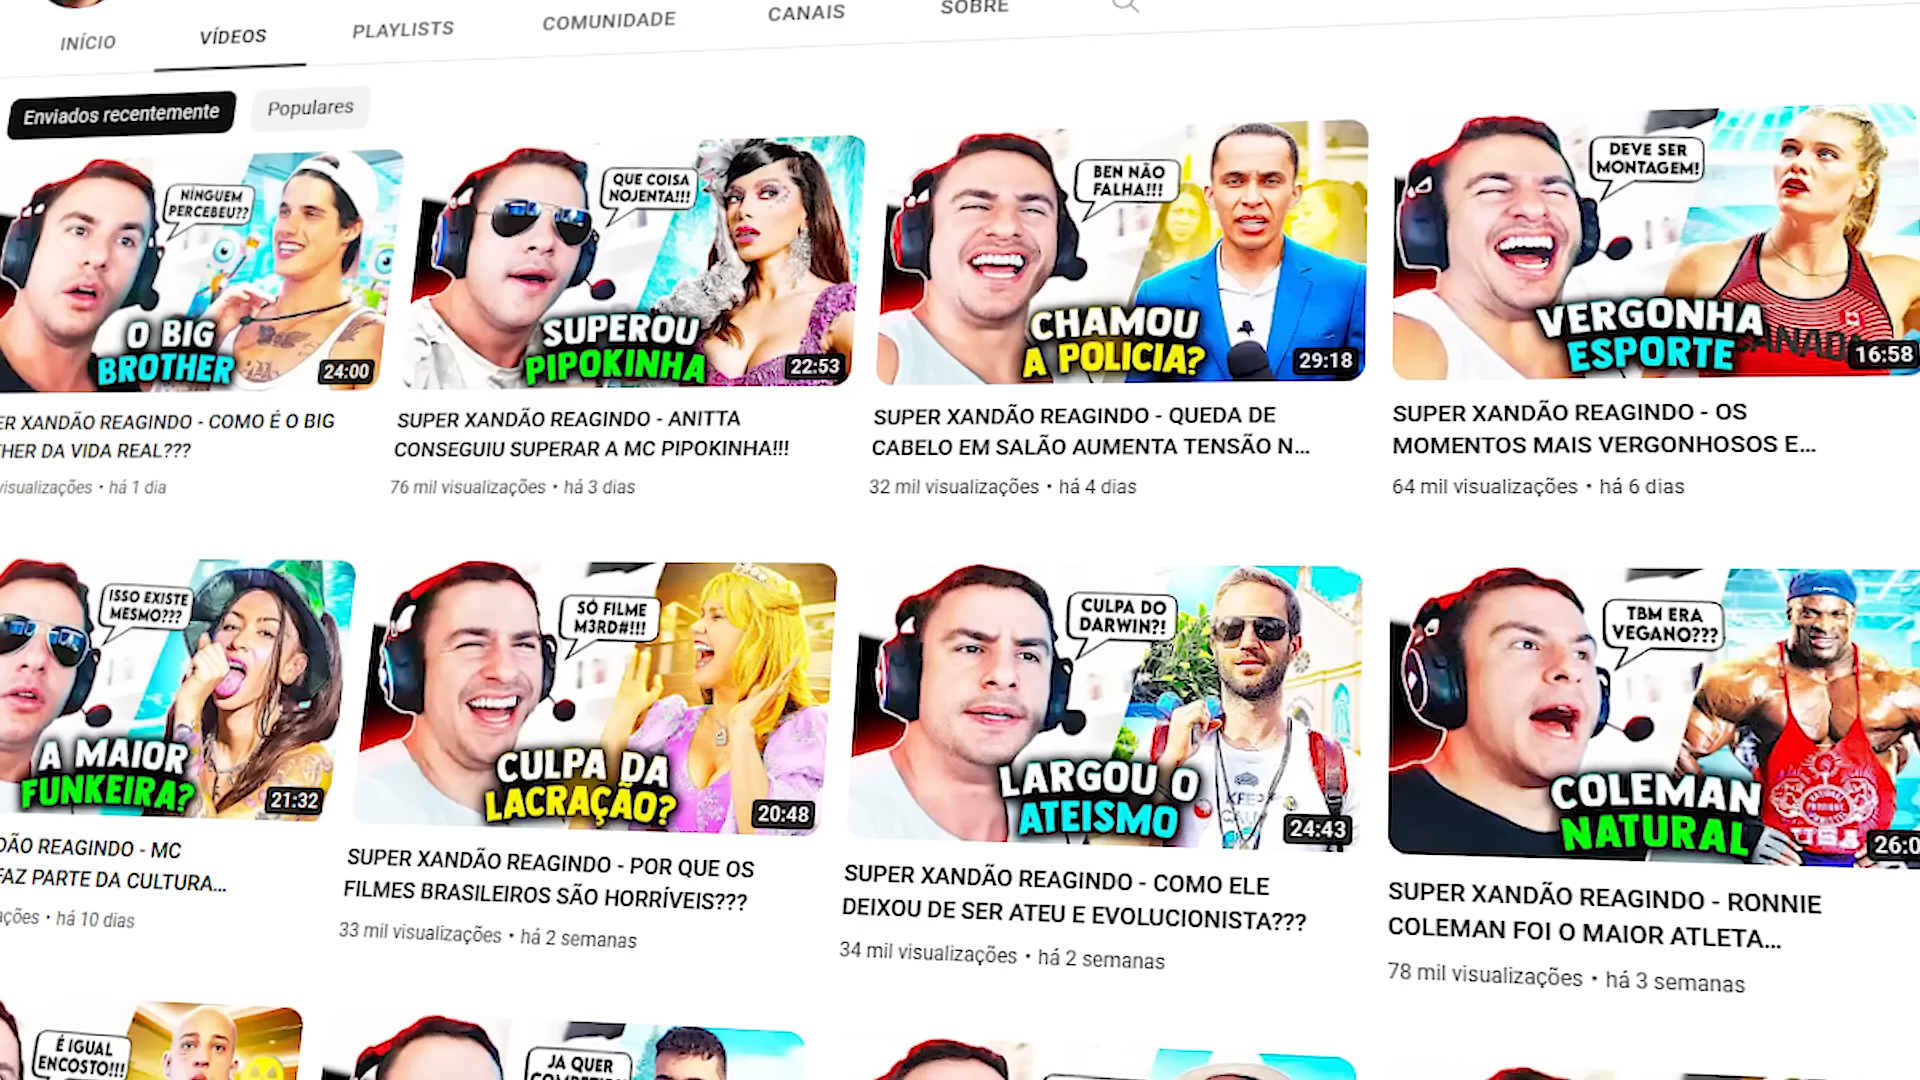 INÍCIO
VÍDEOS
PLAYLISTS
COMUNIDADE
CANAIS
SOBRE
Enviados recentemente
Populares
NINGUEM
PERCEBEU??
O BIG
BROTHER
24:00
QUE COISA
NOJENTA!!!
SUPEROU
PIPOKINHA
22:53
BEN NÃO
FALHA!!!
CHAMOU
A POLICIA?
29:18
DEVE SER
MONTAGEM!
VERGONHA
ESPORTE
16:58
ER XANDÃO REAGINDO - COMO É O BIG
THER DA VIDA REAL???
visualizações • há 1 dia
SUPER XANDÃO REAGINDO - ANITTA
CONSEGUIU SUPERAR A MC PIPOKINHA!!!
76 mil visualizações • há 3 dias
SUPER XANDÃO REAGINDO - QUEDA DE
CABELO EM SALÃO AUMENTA TENSÃO N...
32 mil visualizações • há 4 dias
SUPER XANDÃO REAGINDO - OS
MOMENTOS MAIS VERGONHOSOS E...
64 mil visualizações • há 6 dias
ISSO EXISTE
MESMO???
A MAIOR
FUNKEIRA?
21:32
SÓ FILME
M3RD#!!!
CULPA DA
LACRAÇÃO?
20:48
CULPA DO
DARWIN?!
LARGOU O
ATEISMO
24:43
TBM ERA
VEGANO???
COLEMAN
NATURAL
USA
26:0
DÃO REAGINDO - MC
FAZ PARTE DA CULTURA...
ações • há 10 dias
SUPER XANDÃO REAGINDO - POR QUE OS
FILMES BRASILEIROS SÃO HORRÍVEIS???
33 mil visualizações • há 2 semanas
SUPER XANDÃO REAGINDO - COMO ELE
DEIXOU DE SER ATEU E EVOLUCIONISTA???
34 mil visualizações • há 2 semanas
SUPER XANDÃO REAGINDO - RONNIE
COLEMAN FOI O MAIOR ATLETA...
78 mil visualizações • há 3 semanas
É IGUAL
ENCOSTO!!!
JA QUER